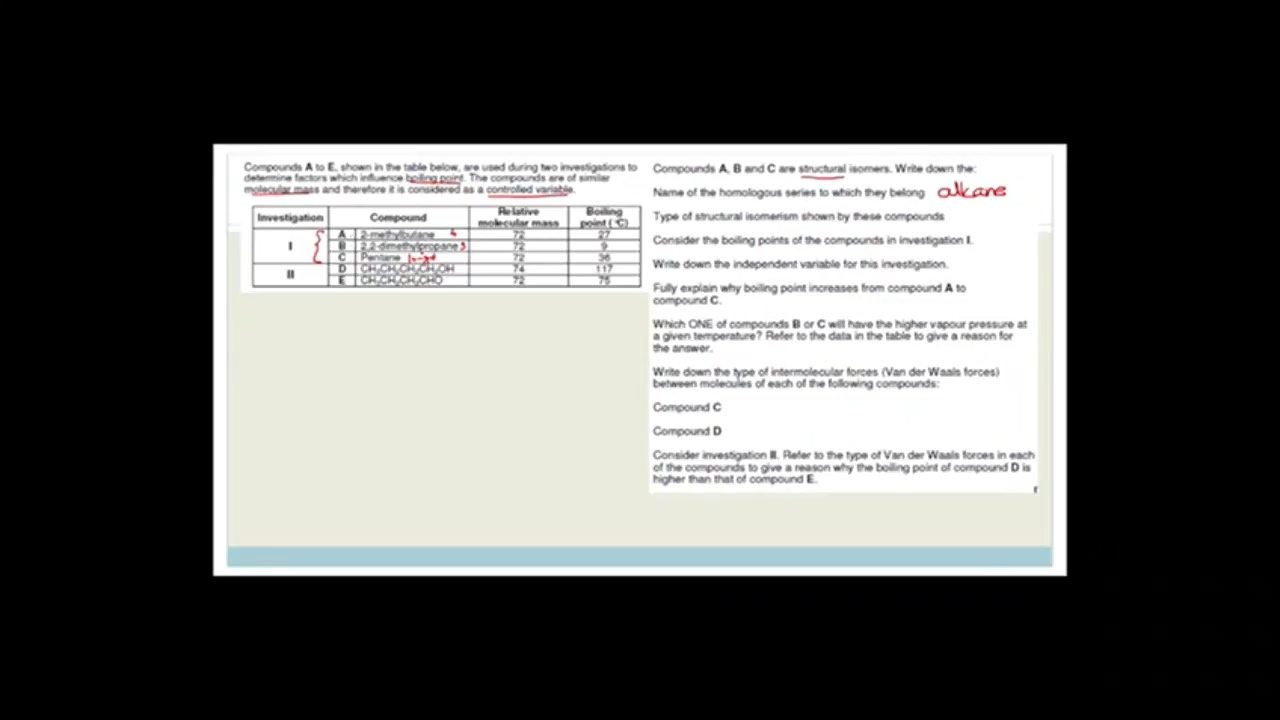 Compounds A to E, shown in the table below, are used during two investigations to
determine factors which influence boiling point. The compounds are of similar
molecular mass and therefore it is considered as a controlled variable.
Investigation Compound Relative molecular mass Boiling point (°C)
I A 2-methylbutane 4 72 27
B 2,2-dimethylpropane 3 72 9
C Pentane 72 36
II D CH₃CH₂CH₂CH₂OH 74 117
E CH₃CH₂CH₂CHO 72 75
Compounds A, B and C are structural isomers. Write down the:
Name of the homologous series to which they belong alkane
Type of structural isomerism shown by these compounds
Consider the boiling points of the compounds in investigation I.
Write down the independent variable for this investigation.
Fully explain why boiling point increases from compound A to
compound C.
Which ONE of compounds B or C will have the higher vapour pressure at
a given temperature? Refer to the data in the table to give a reason for
the answer.
Write down the type of intermolecular forces (Van der Waals forces)
between molecules of each of the following compounds:
Compound C
Compound D
Consider investigation II. Refer to the type of Van der Waals forces in each
of the compounds to give a reason why the boiling point of compound D is
higher than that of compound E.